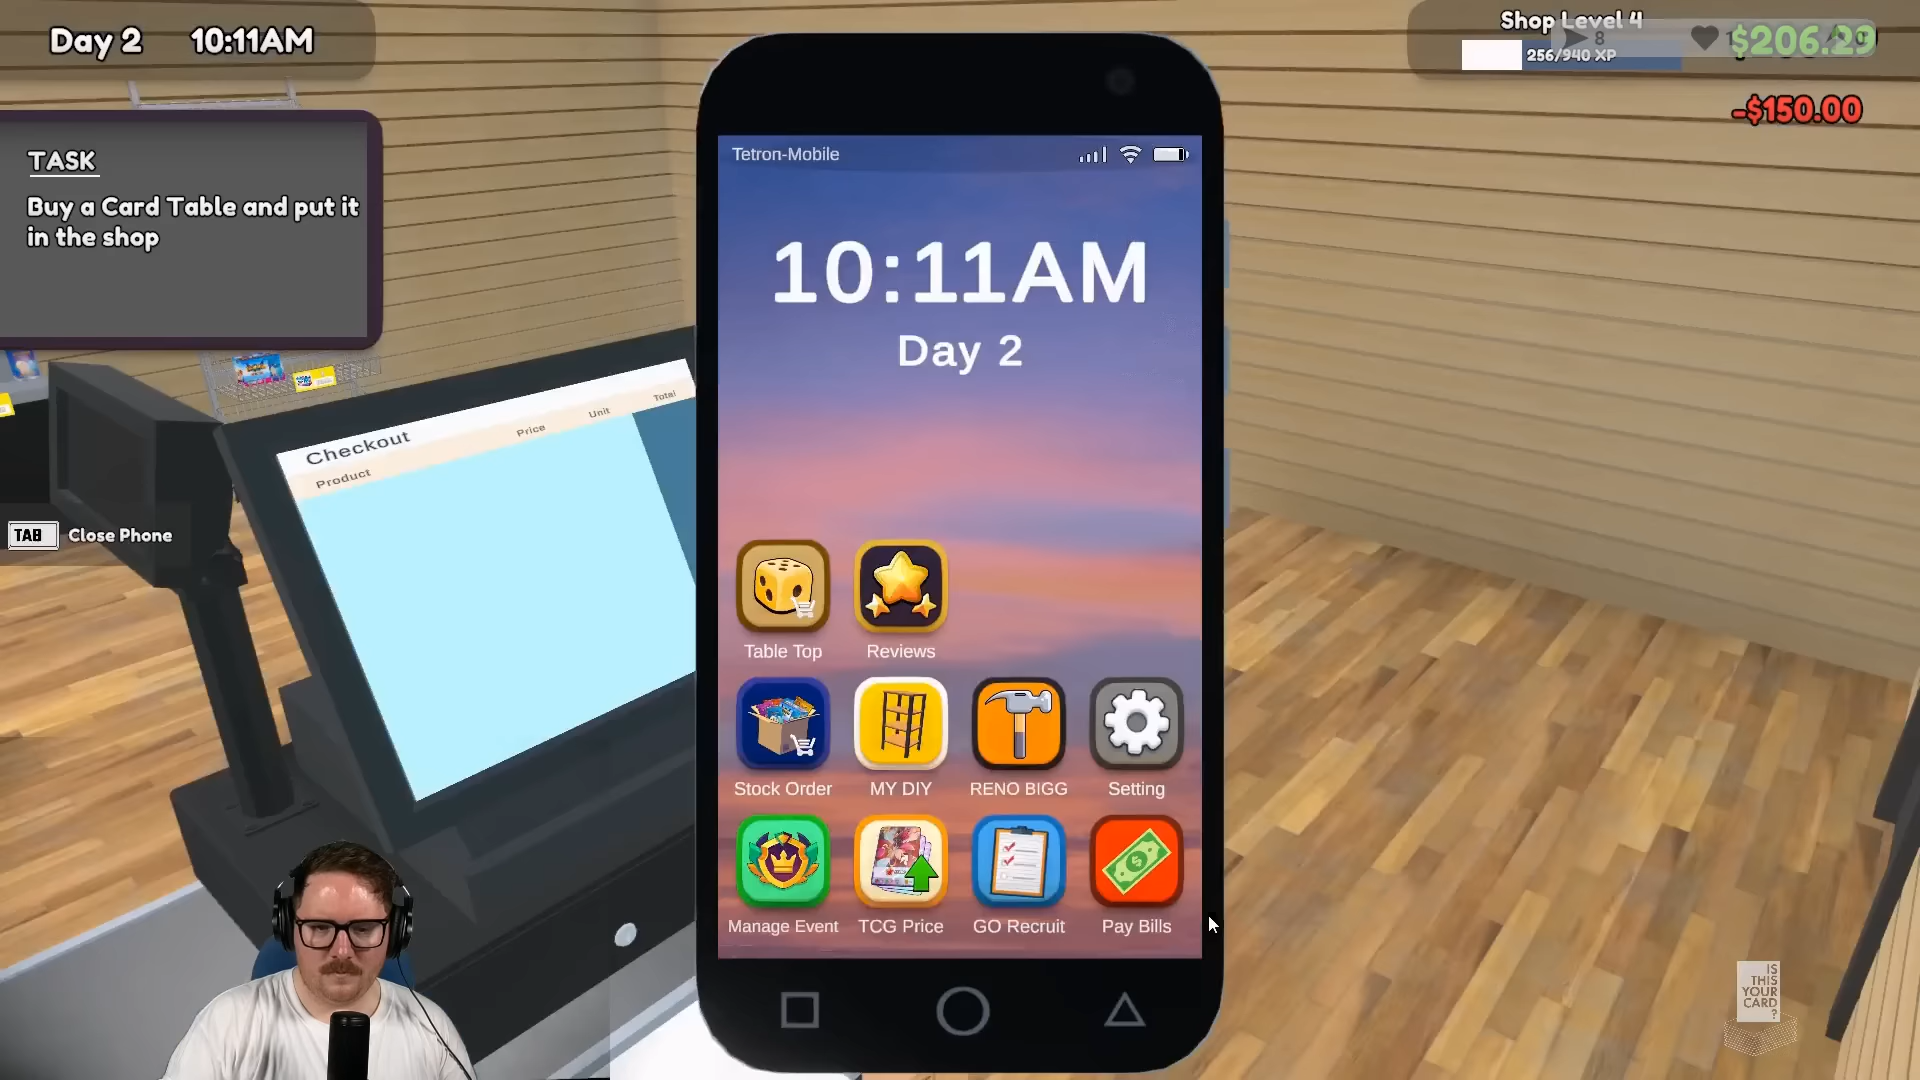 Day 2 10:11AM
Shop Level 4
256/940 XP
8
$206.29
-$150.00
TASK
Buy a Card Table and put it
in the shop
TAB Close Phone
Checkout
Product Price Unit Total
Tetron-Mobile
10:11AM
Day 2
Table Top Reviews
Stock Order MY DIY RENO BIGG Setting
Manage Event TCG Price GO Recruit Pay Bills
IS
THIS
YOUR
CARD
?